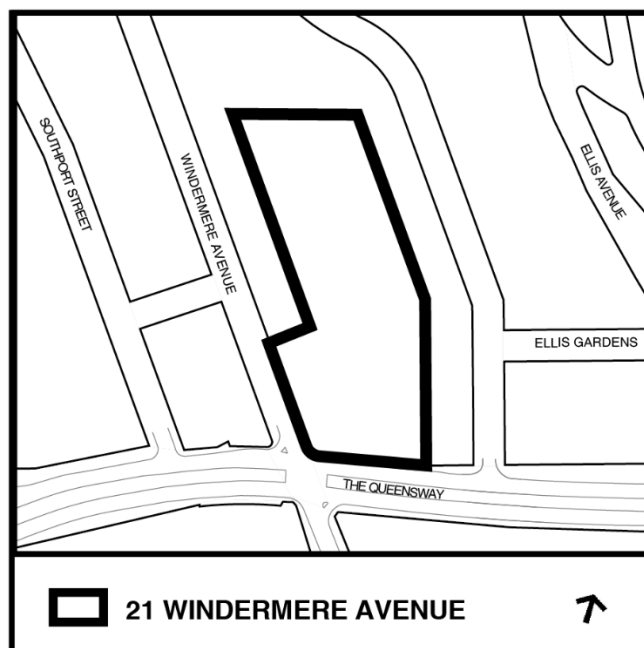 SOUTHPORT STREET
WINDERMERE AVENUE
ELLIS AVENUE
ELLIS GARDENS
THE QUEENSWAY
21 WINDERMERE AVENUE